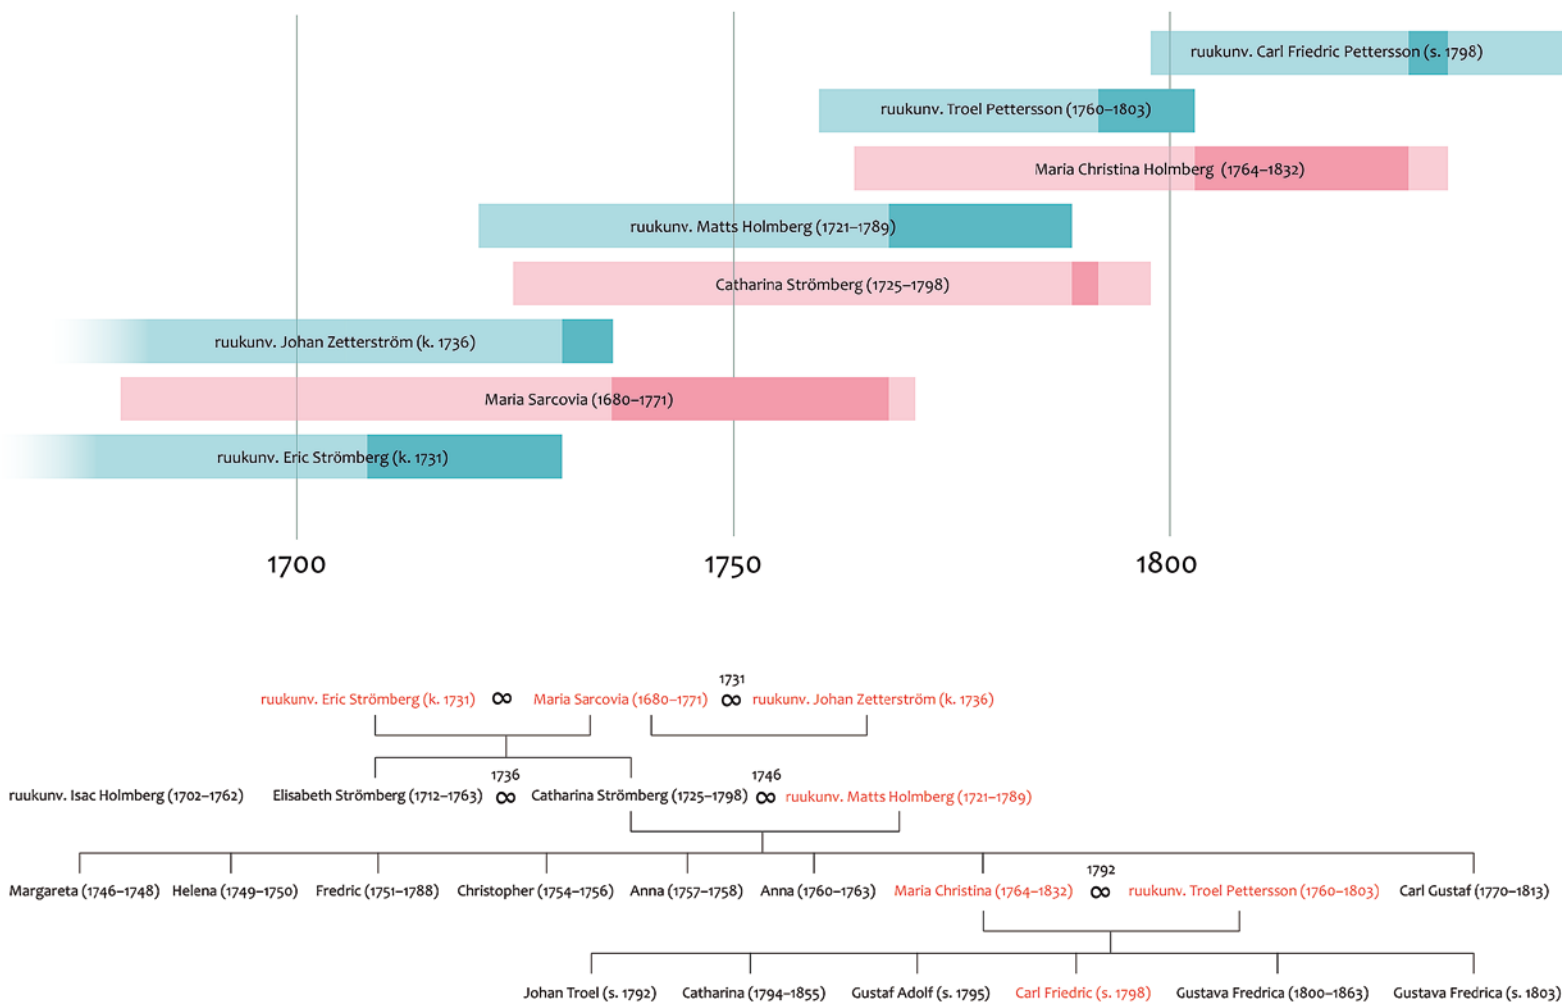 ruukunv. Carl Friedric Pettersson (s. 1798)
ruukunv. Troel Pettersson (1760–1803)
Maria Christina Holmberg (1764–1832)
ruukunv. Matts Holmberg (1721–1789)
Catharina Strömberg (1725–1798)
ruukunv. Johan Zetterström (k. 1736)
Maria Sarcovia (1680–1771)
ruukunv. Eric Strömberg (k. 1731)
1700 1750 1800
1731
ruukunv. Eric Strömberg (k. 1731) ∞ Maria Sarcovia (1680–1771) ∞ ruukunv. Johan Zetterström (k. 1736)
1736 1746
ruukunv. Isac Holmberg (1702–1762) Elisabeth Strömberg (1712–1763) ∞ Catharina Strömberg (1725–1798) ∞ ruukunv. Matts Holmberg (1721–1789)
1792
Margareta (1746–1748) Helena (1749–1750) Fredric (1751–1788) Christopher (1754–1756) Anna (1757–1758) Anna (1760–1763) Maria Christina (1764–1832) ∞ ruukunv. Troel Pettersson (1760–1803) Carl Gustaf (1770–1813)
Johan Troel (s. 1792) Catharina (1794–1855) Gustaf Adolf (s. 1795) Carl Friedric (s. 1798) Gustava Fredrica (1800–1863) Gustava Fredrica (s. 1803)